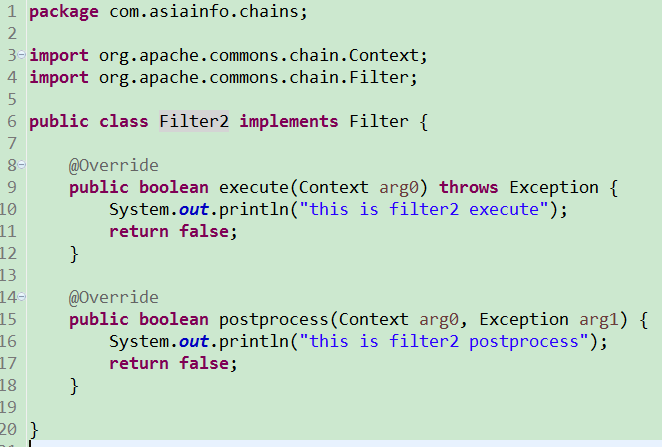 1 package com.asiainfo.chains;
2
3 import org.apache.commons.chain.Context;
4 import org.apache.commons.chain.Filter;
5
6 public class Filter2 implements Filter {
7
8     @Override
9     public boolean execute(Context arg0) throws Exception {
10         System.out.println("this is filter2 execute");
11         return false;
12     }
13
14     @Override
15     public boolean postprocess(Context arg0, Exception arg1) {
16         System.out.println("this is filter2 postprocess");
17         return false;
18     }
19
20 }